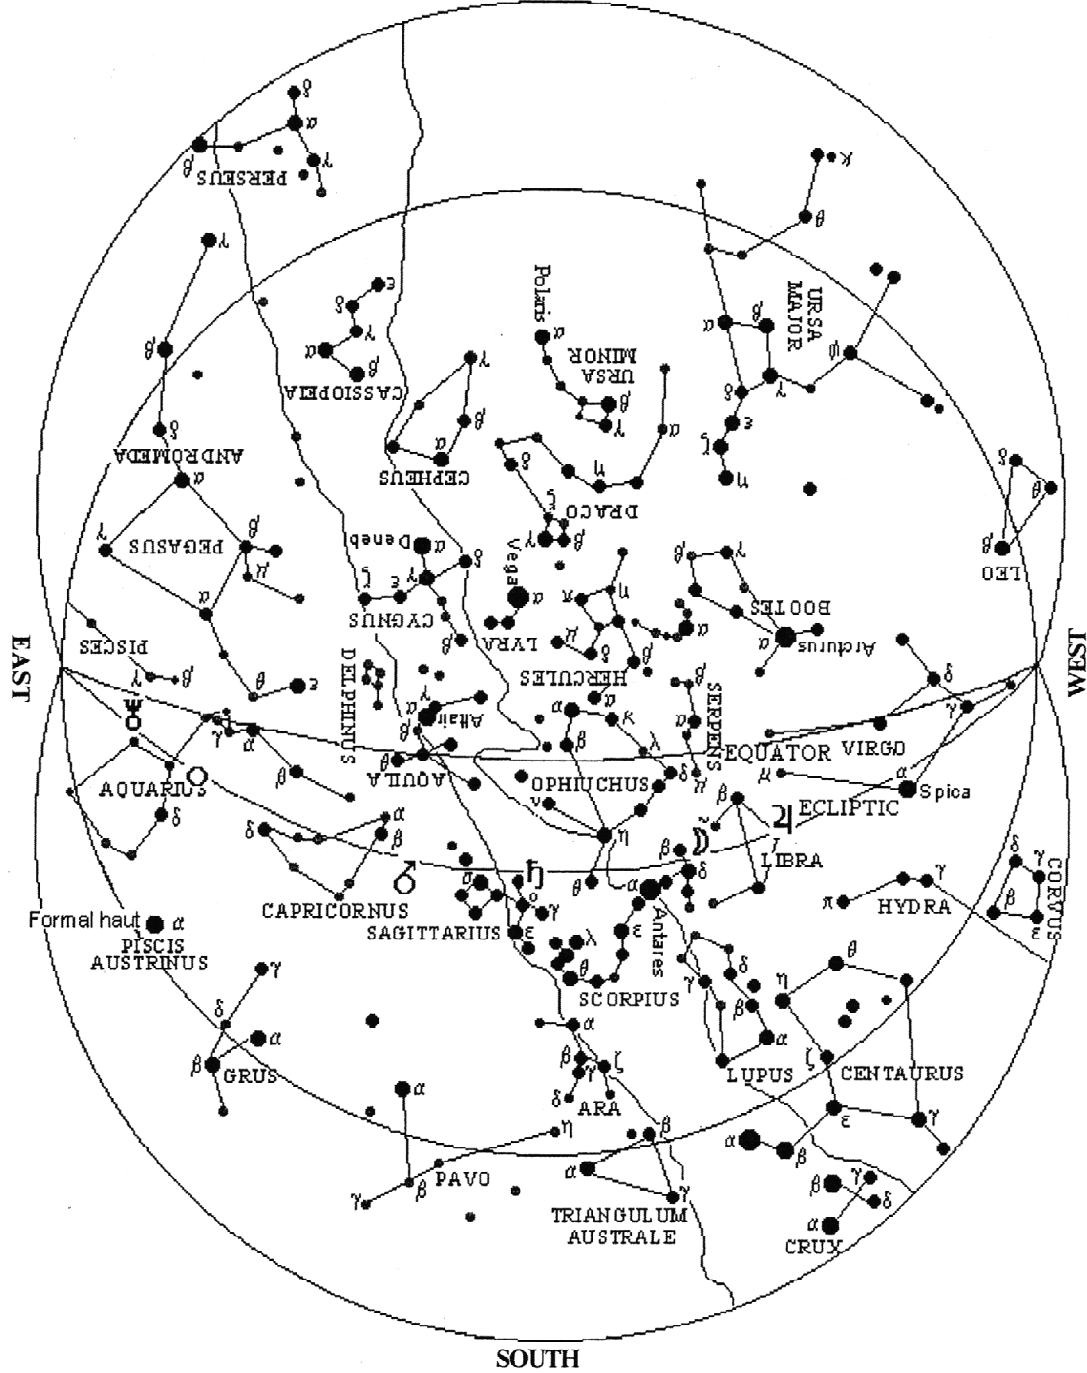 δ
α
γ
β
PERSEUS
κ
θ
γ
ε
δ
γ
α
β
CASSIOPEIA
Polaris
α
URSA
MINOR
β
γ
URSA
MAJOR
α
β
δ
γ
ψ
ε
ζ
η
β
δ
ANDROMEDA
α
γ
β
α
CEPHEUS
δ
η
α
DRACO
ζ
γ
β
δ
θ
β
LEO
γ
β
μ
PEGASUS
α
Deneb
α
δ
γ
ε
ζ
CYGNUS
β
Vega
α
LYRA
π
η
μ
δ
β
HERCULES
β
γ
BOOTES
α
Arcturus
α
EAST
WEST
PISCES
γ
β
θ
ε
DELPHINUS
γ
α
β
Altair
θ
AQUILA
α
α
κ
β
λ
δ
OPHIUCHUS
ν
η
θ
β
α
μ
SERPENS
EQUATOR
VIRGO
δ
γ
α
Spica
μ
ECLIPTIC
♆
γ
α
β
AQUARIUS
δ
δ
α
β
CAPRICORNUS
♂
♄
♃
β
γ
LIBRA
σ
γ
ε
SAGITTARIUS
β
δ
α
Antares
ε
λ
θ
SCORPIUS
π
γ
HYDRA
δ
γ
β
ε
CORVUS
Formal haut
α
PISCIS
AUSTRINUS
γ
δ
α
β
GRUS
δ
γ
β
α
LUPUS
η
θ
ζ
CENTAURUS
ε
γ
α
β
α
β
γ
ζ
δ
ARA
α
η
PAVO
γ
β
β
α
γ
TRIANGULUM
AUSTRALE
β
γ
δ
α
CRUX
SOUTH